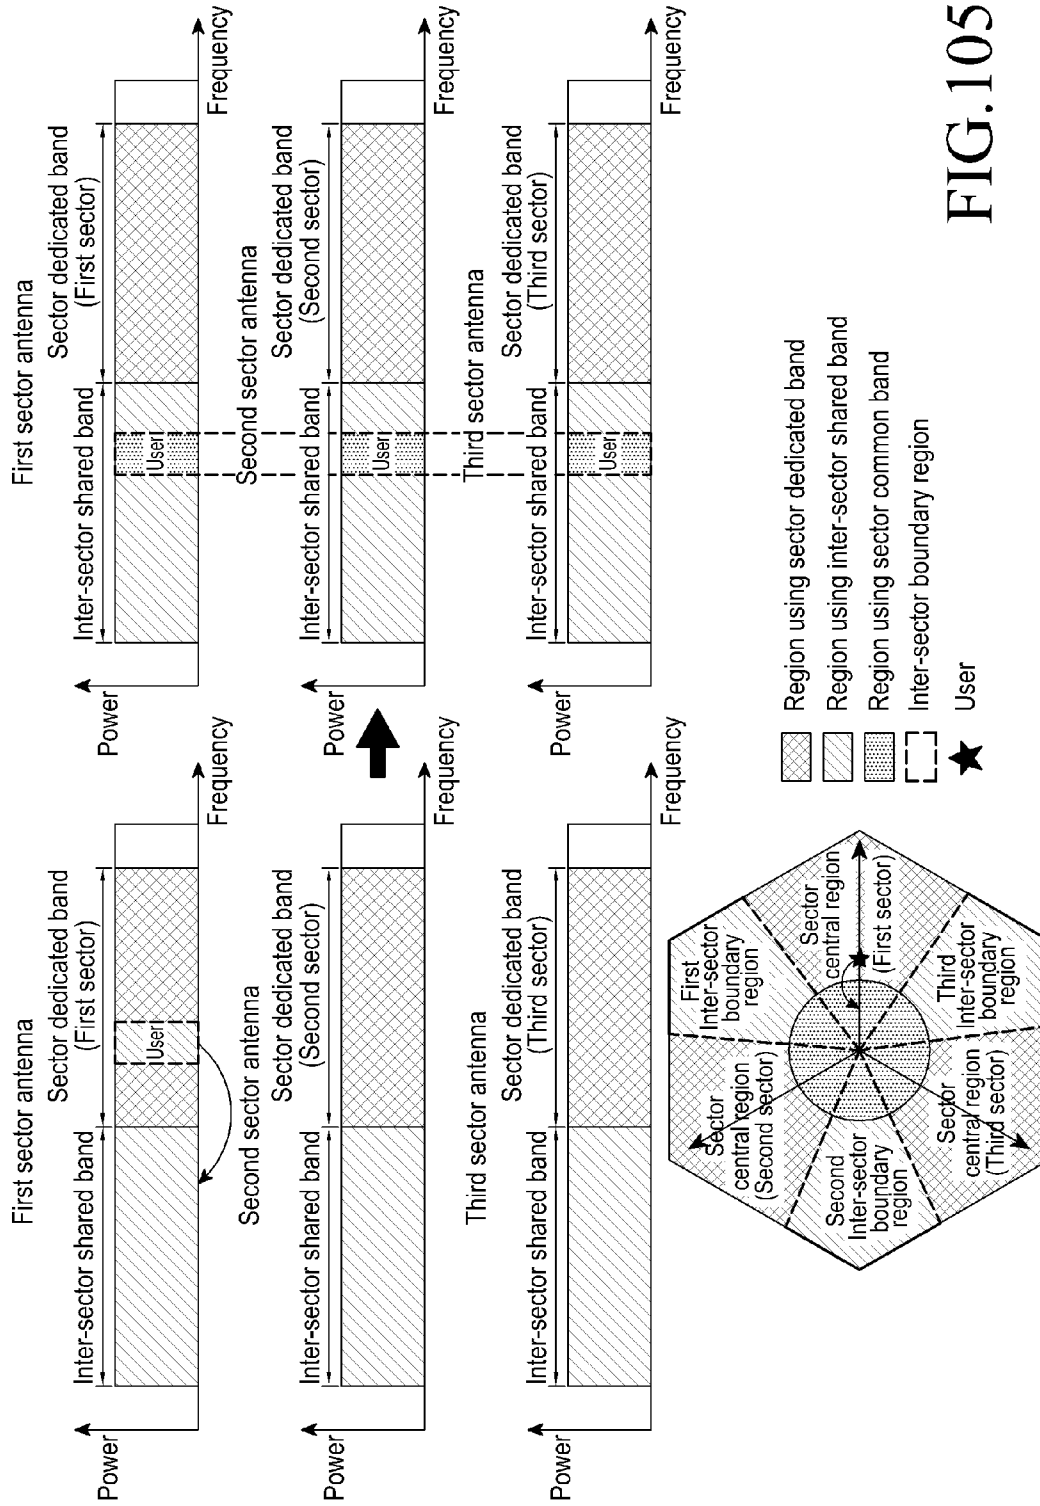 First sector antenna
Sector dedicated band
(First sector)
Inter-sector shared band
User
Power
Frequency
Second sector antenna
Sector dedicated band
(Second sector)
Inter-sector shared band
Power
Frequency
Third sector antenna
Sector dedicated band
(Third sector)
Inter-sector shared band
Power
Frequency
First sector antenna
Sector dedicated band
(First sector)
Inter-sector shared band
User
Power
Frequency
Second sector antenna
Sector dedicated band
(Second sector)
Inter-sector shared band
User
Power
Frequency
Third sector antenna
Sector dedicated band
(Third sector)
Inter-sector shared band
User
Power
Frequency
First
Inter-sector
boundary
region
Sector
central region
(Second sector)
Sector
central region
(First sector)
Second
Inter-sector
boundary
region
Third
Inter-sector
boundary
region
Sector
central region
(Third sector)
Region using sector dedicated band
Region using inter-sector shared band
Region using sector common band
Inter-sector boundary region
User
FIG.105